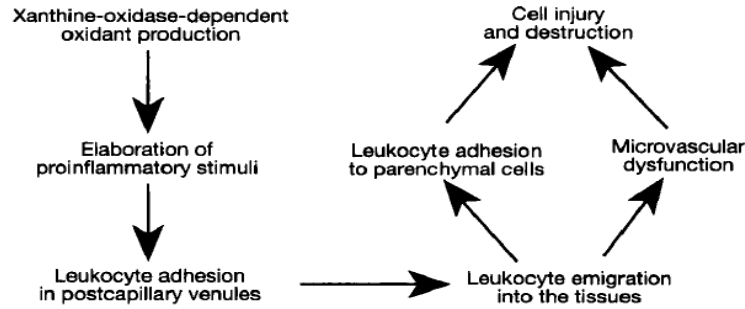 Xanthine-oxidase-dependent
oxidant production
Elaboration of
proinflammatory stimuli
Leukocyte adhesion
in postcapillary venules
Leukocyte emigration
into the tissues
Leukocyte adhesion
to parenchymal cells
Microvascular
dysfunction
Cell injury
and destruction